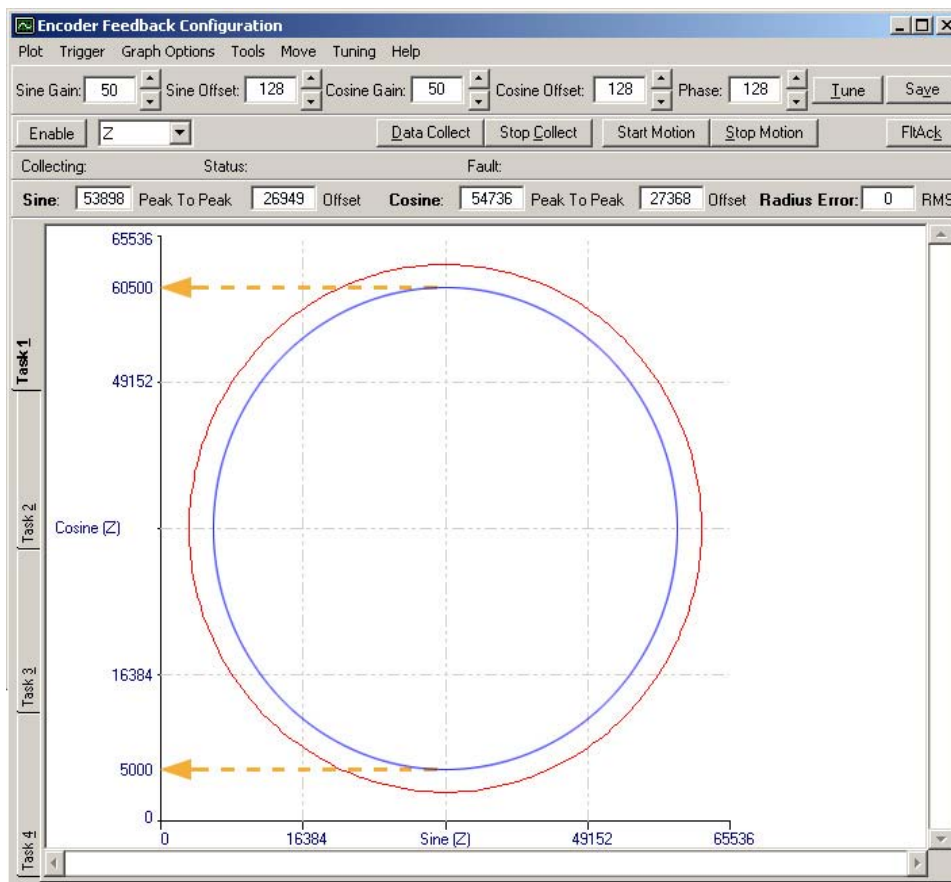 Encoder Feedback Configuration
Plot Trigger Graph Options Tools Move Tuning Help
Sine Gain: 50 Sine Offset: 128 Cosine Gain: 50 Cosine Offset: 128 Phase: 128 Tune Save
Enable Z Data Collect Stop Collect Start Motion Stop Motion FltAck
Collecting: Status: Fault:
Sine: 53898 Peak To Peak 26949 Offset Cosine: 54736 Peak To Peak 27368 Offset Radius Error: 0 RMS
65536
60500
Task 1
49152
Task 2
Cosine (Z)
Task 3
16384
5000
Task 4
0
0 16384 Sine (Z) 49152 65536